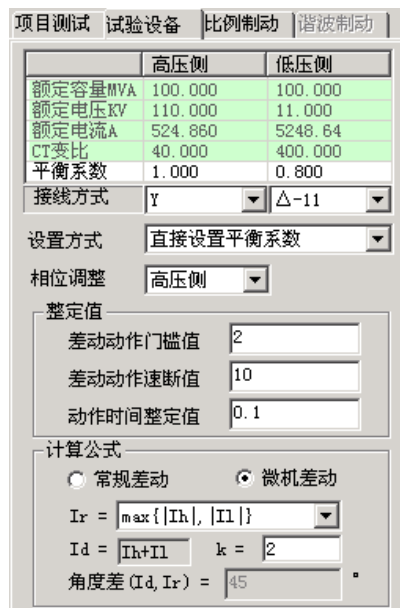 项目测试 试验设备 比例制动 谐波制动
高压侧 低压侧
额定容量MVA 100.000 100.000
额定电压KV 110.000 11.000
额定电流A 524.860 5248.64
CT变比 40.000 400.000
平衡系数 1.000 0.800
接线方式 Y △-11
设置方式 直接设置平衡系数
相位调整 高压侧
整定值
差动动作门槛值 2
差动动作速断值 10
动作时间整定值 0.1
计算公式
常规差动 微机差动
Ir = max{|Ih|, |Il|}
Id = Ih+Il k = 2
角度差(Id,Ir) = 45 °